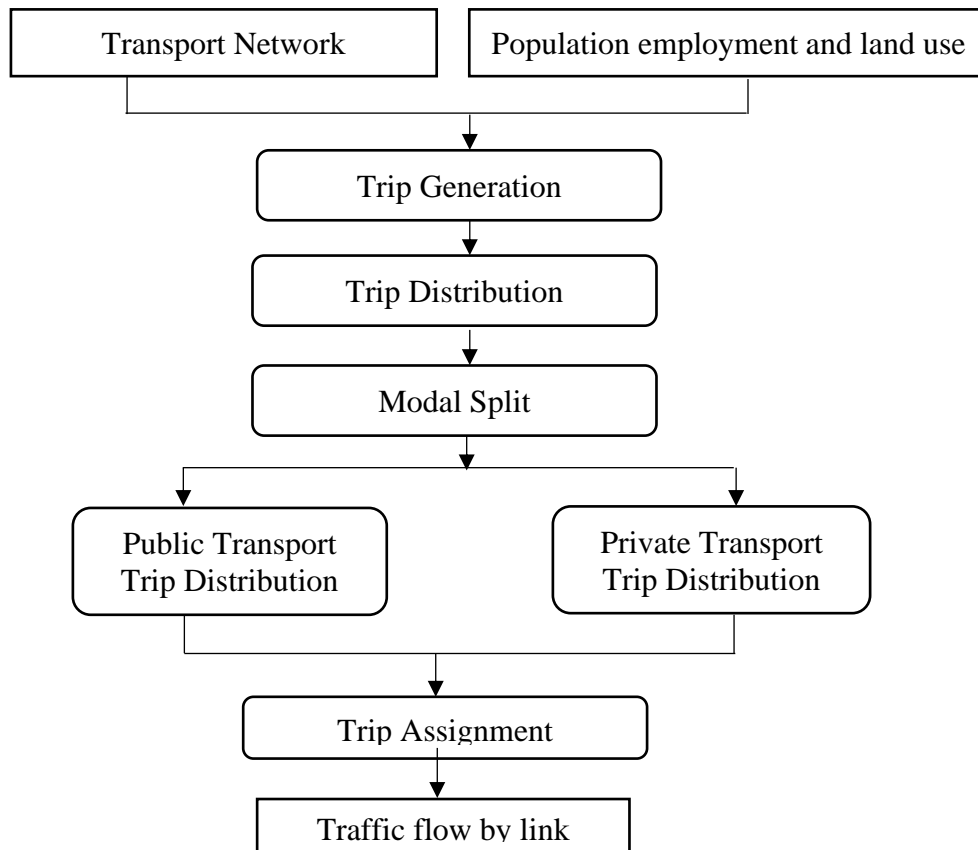 Transport Network
Population employment and land use
Trip Generation
Trip Distribution
Modal Split
Public Transport
Trip Distribution
Private Transport
Trip Distribution
Trip Assignment
Traffic flow by link